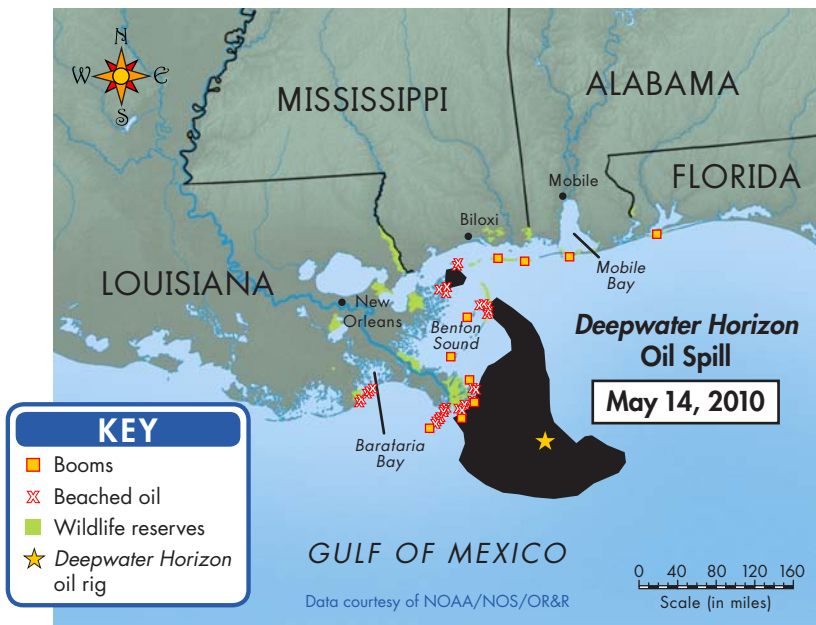 N
W E
S
MISSISSIPPI
ALABAMA
FLORIDA
LOUISIANA
Mobile
Biloxi
Mobile
Bay
New
Orleans
Benton
Sound
Barataria
Bay
Deepwater Horizon
Oil Spill
May 14, 2010
KEY
Booms
Beached oil
Wildlife reserves
Deepwater Horizon
oil rig
GULF OF MEXICO
Data courtesy of NOAA/NOS/OR&R
0 40 80 120 160
Scale (in miles)